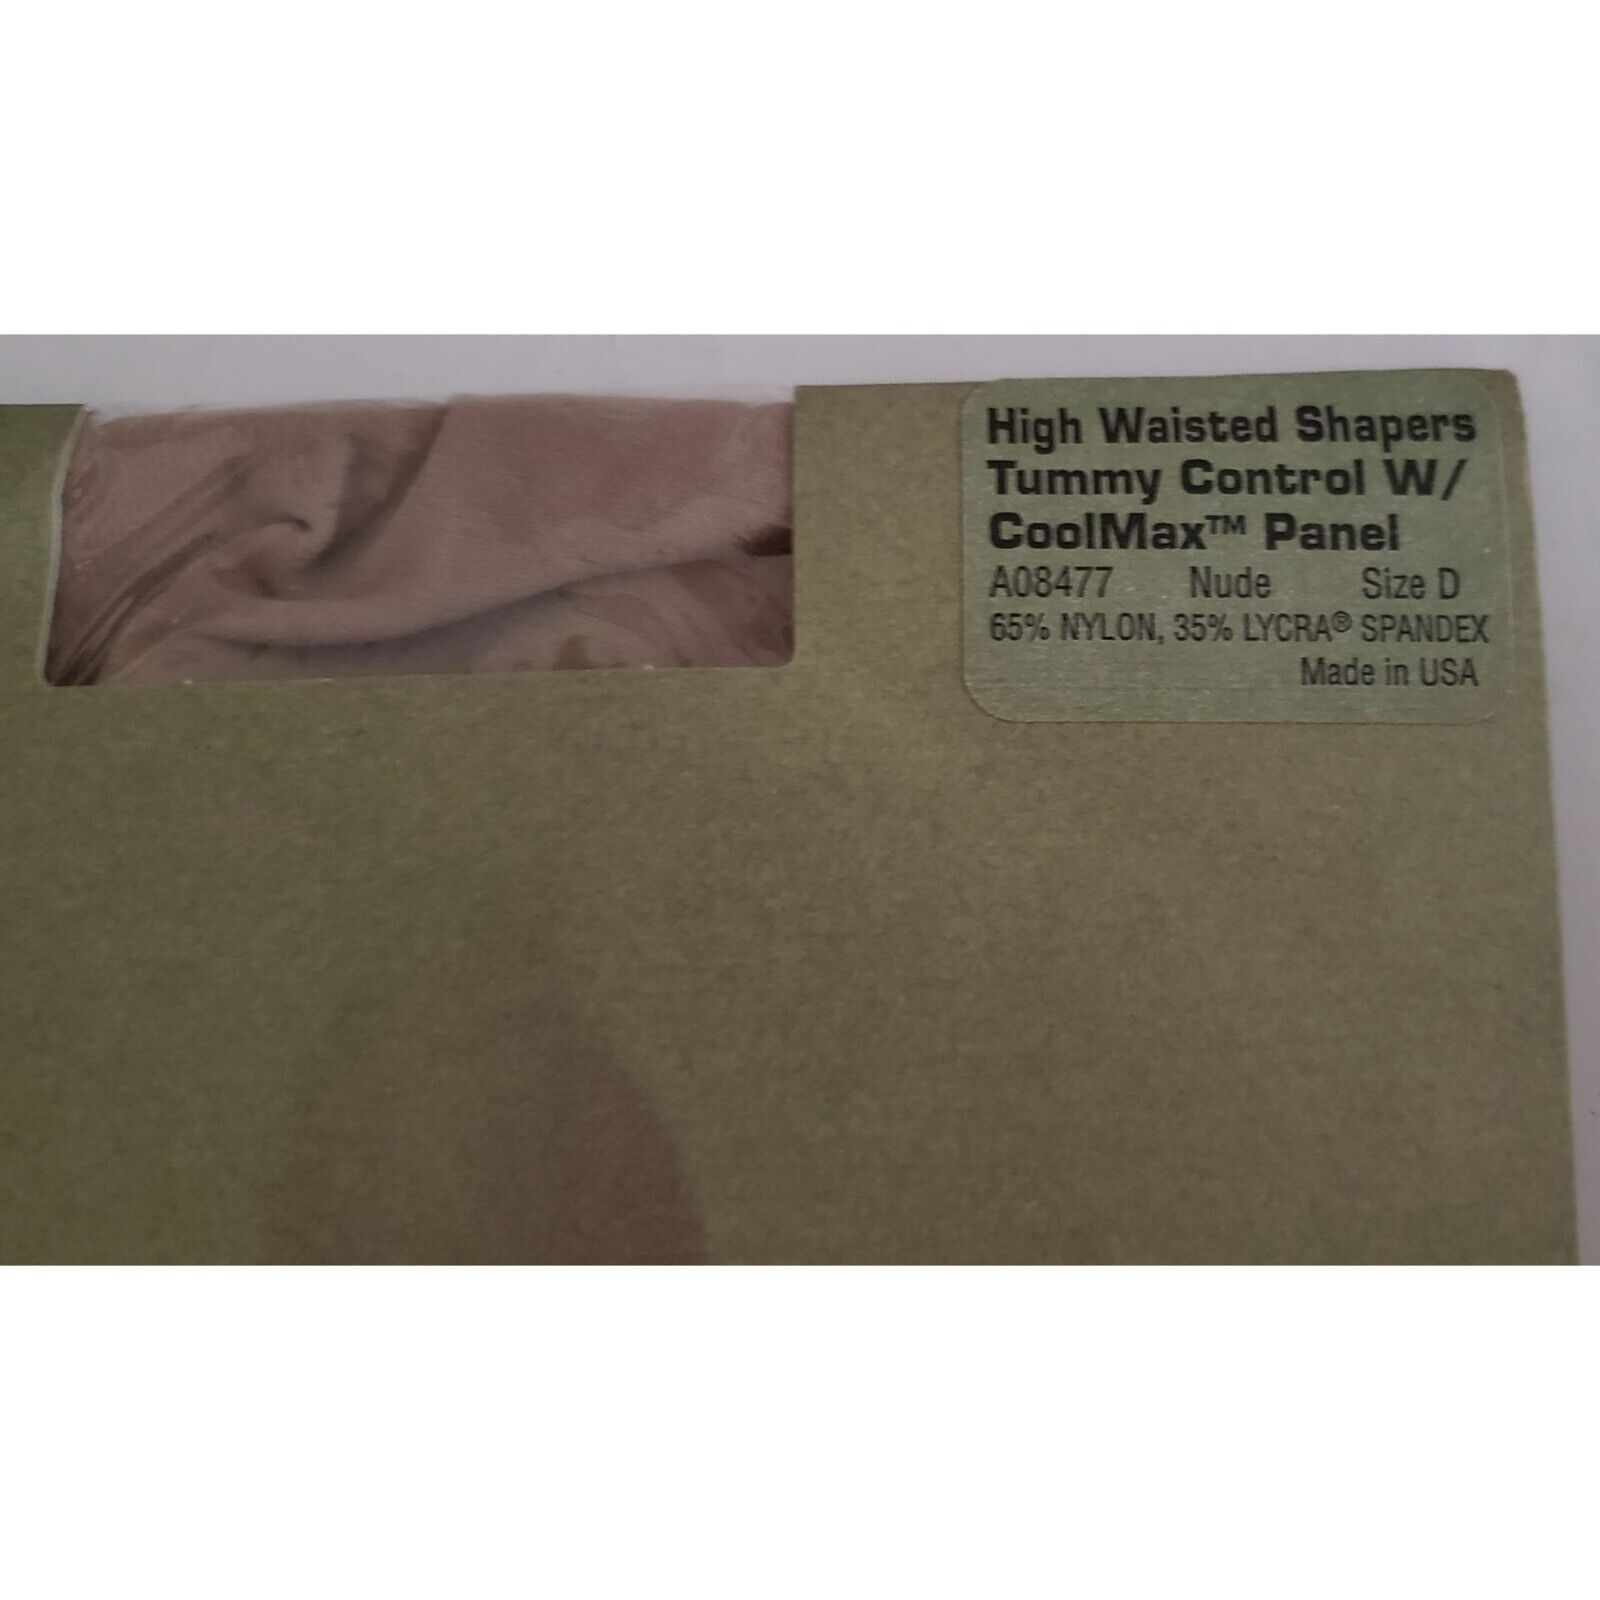 High Waisted Shapers
Tummy Control W/
CoolMax™ Panel
A08477 Nude Size D
65% NYLON, 35% LYCRA® SPANDEX
Made in USA